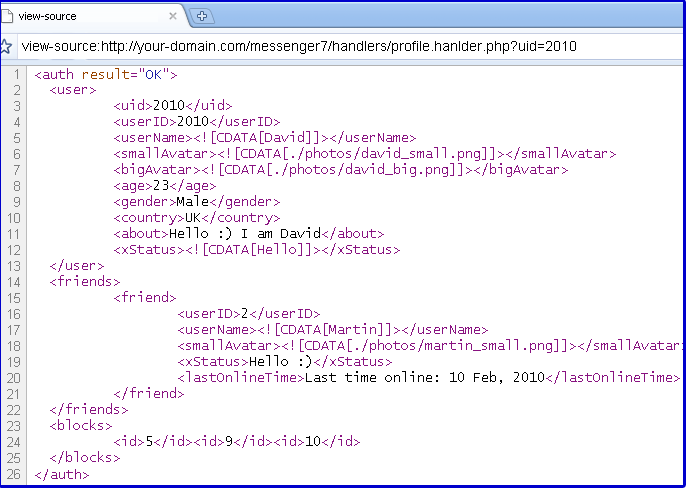 view-source
view-source:http://your-domain.com/messenger7/handlers/profile.hanlder.php?uid=2010
1 <auth result="OK">
2 <user>
3 <uid>2010</uid>
4 <userID>2010</userID>
5 <userName><![CDATA[David]]></userName>
6 <smallAvatar><![CDATA[./photos/david_small.png]]></smallAvatar>
7 <bigAvatar><![CDATA[./photos/david_big.png]]></bigAvatar>
8 <age>23</age>
9 <gender>Male</gender>
10 <country>UK</country>
11 <about>Hello :) I am David</about>
12 <xStatus><![CDATA[Hello]]></xStatus>
13 </user>
14 <friends>
15 <friend>
16 <userID>2</userID>
17 <userName><![CDATA[Martin]]></userName>
18 <smallAvatar><![CDATA[./photos/martin_small.png]]></smallAvatar>
19 <xStatus>Hello :)</xStatus>
20 <lastOnlineTime>Last time online: 10 Feb, 2010</lastOnlineTime>
21 </friend>
22 </friends>
23 <blocks>
24 <id>5</id><id>9</id><id>10</id>
25 </blocks>
26 </auth>